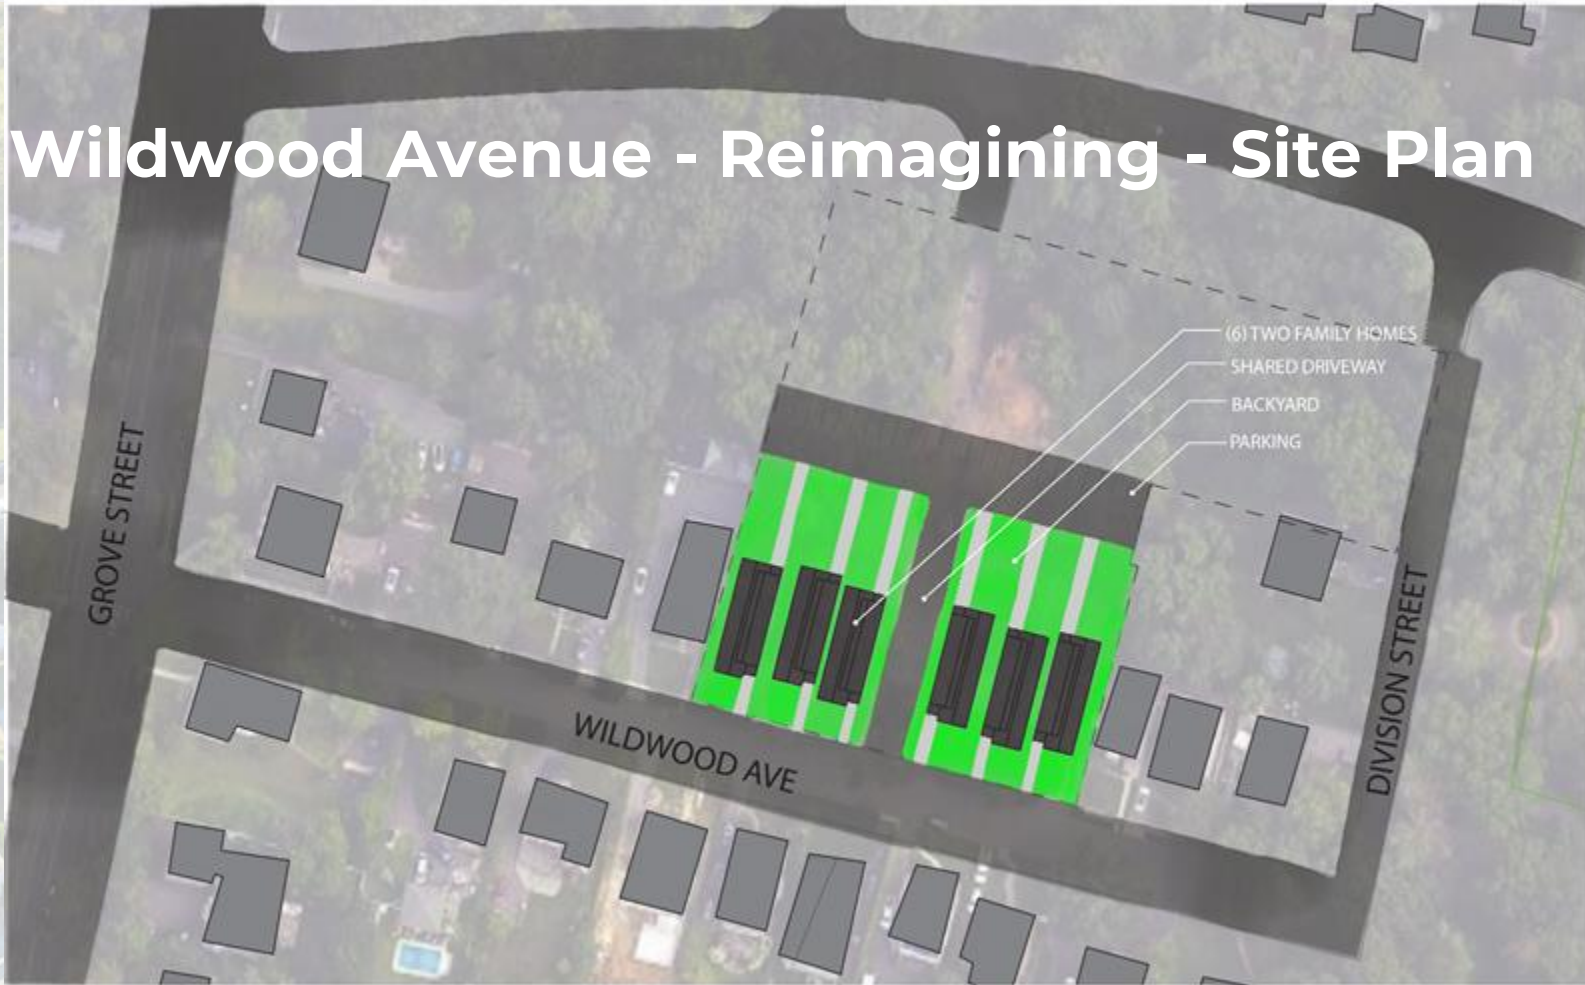 Wildwood Avenue - Reimagining - Site Plan
(6) TWO FAMILY HOMES
SHARED DRIVEWAY
BACKYARD
PARKING
GROVE STREET
WILDWOOD AVE
DIVISION STREET